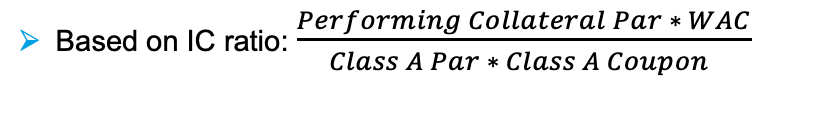 ➢ Based on IC ratio: Performing Collateral Par * WAC
Class A Par * Class A Coupon